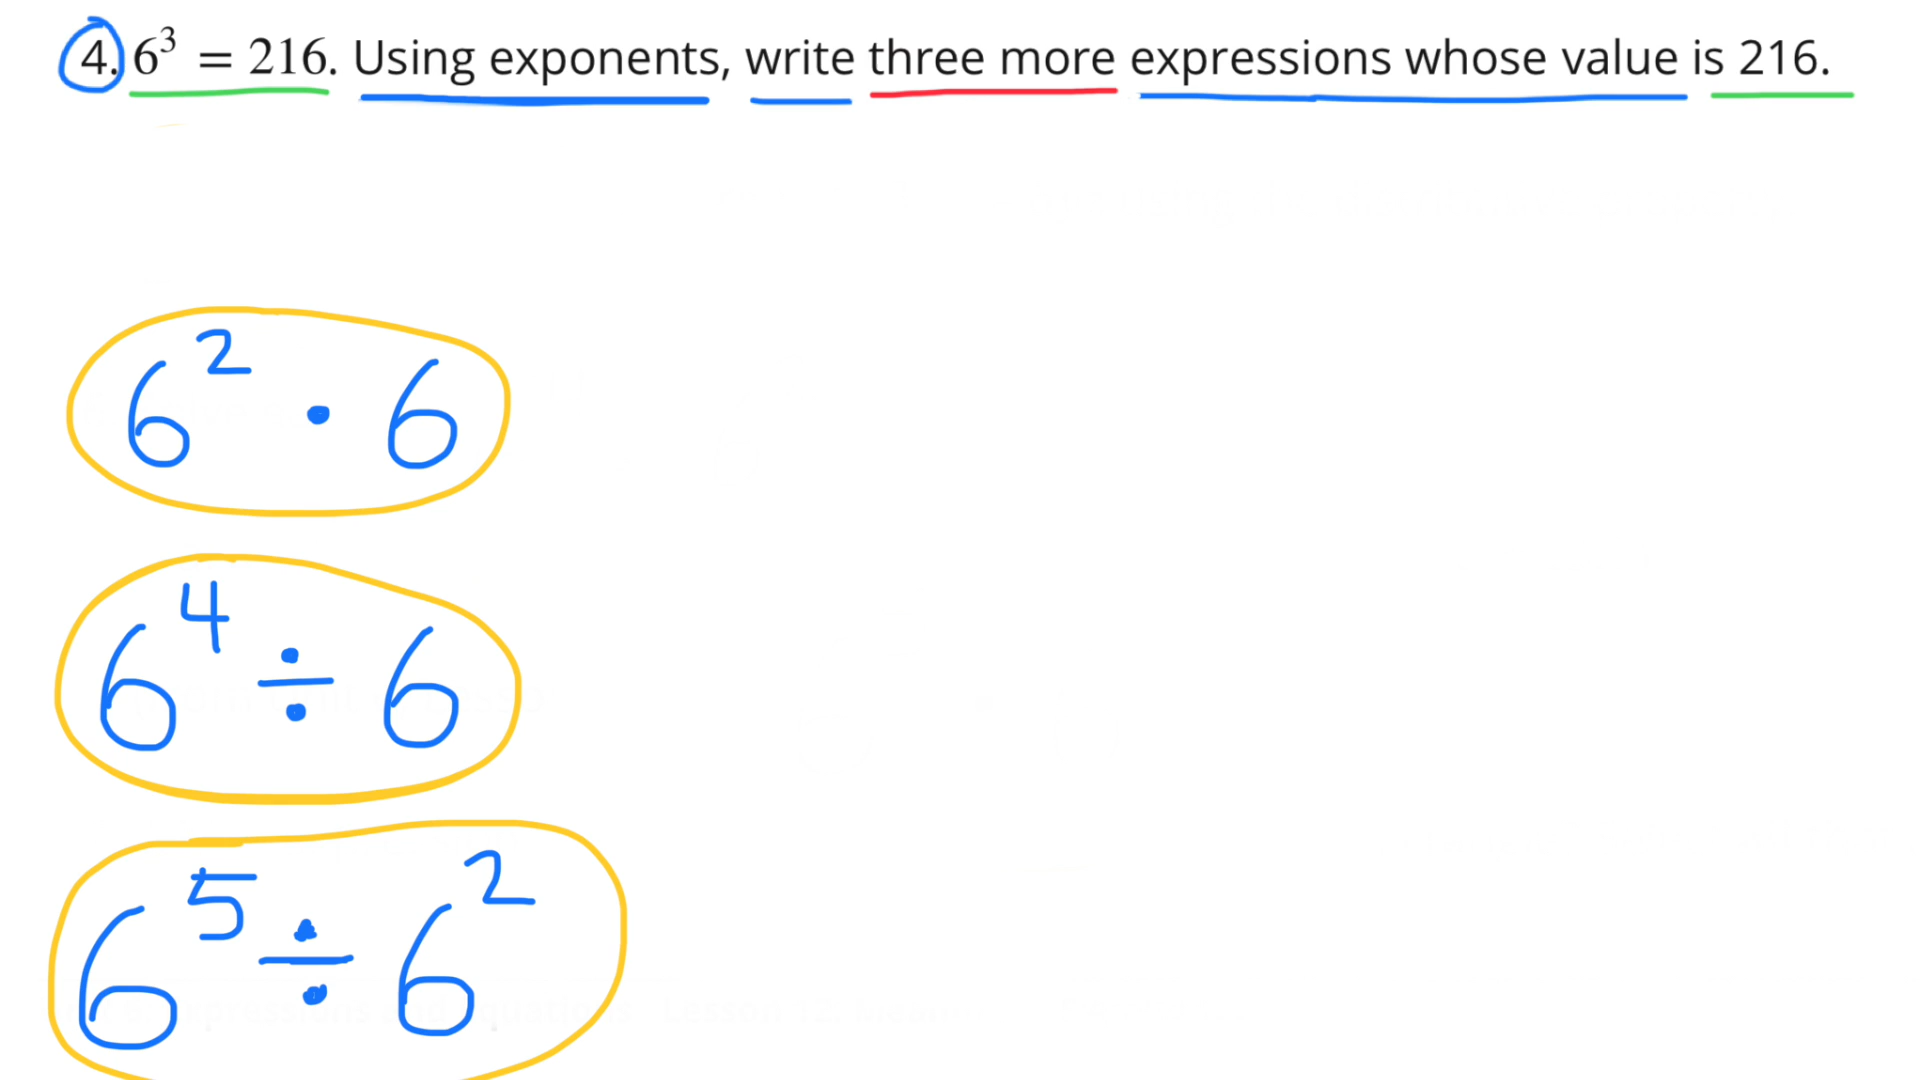 4. 6³ = 216. Using exponents, write three more expressions whose value is 216.
6² · 6
6⁴ ÷ 6
6⁵ ÷ 6²